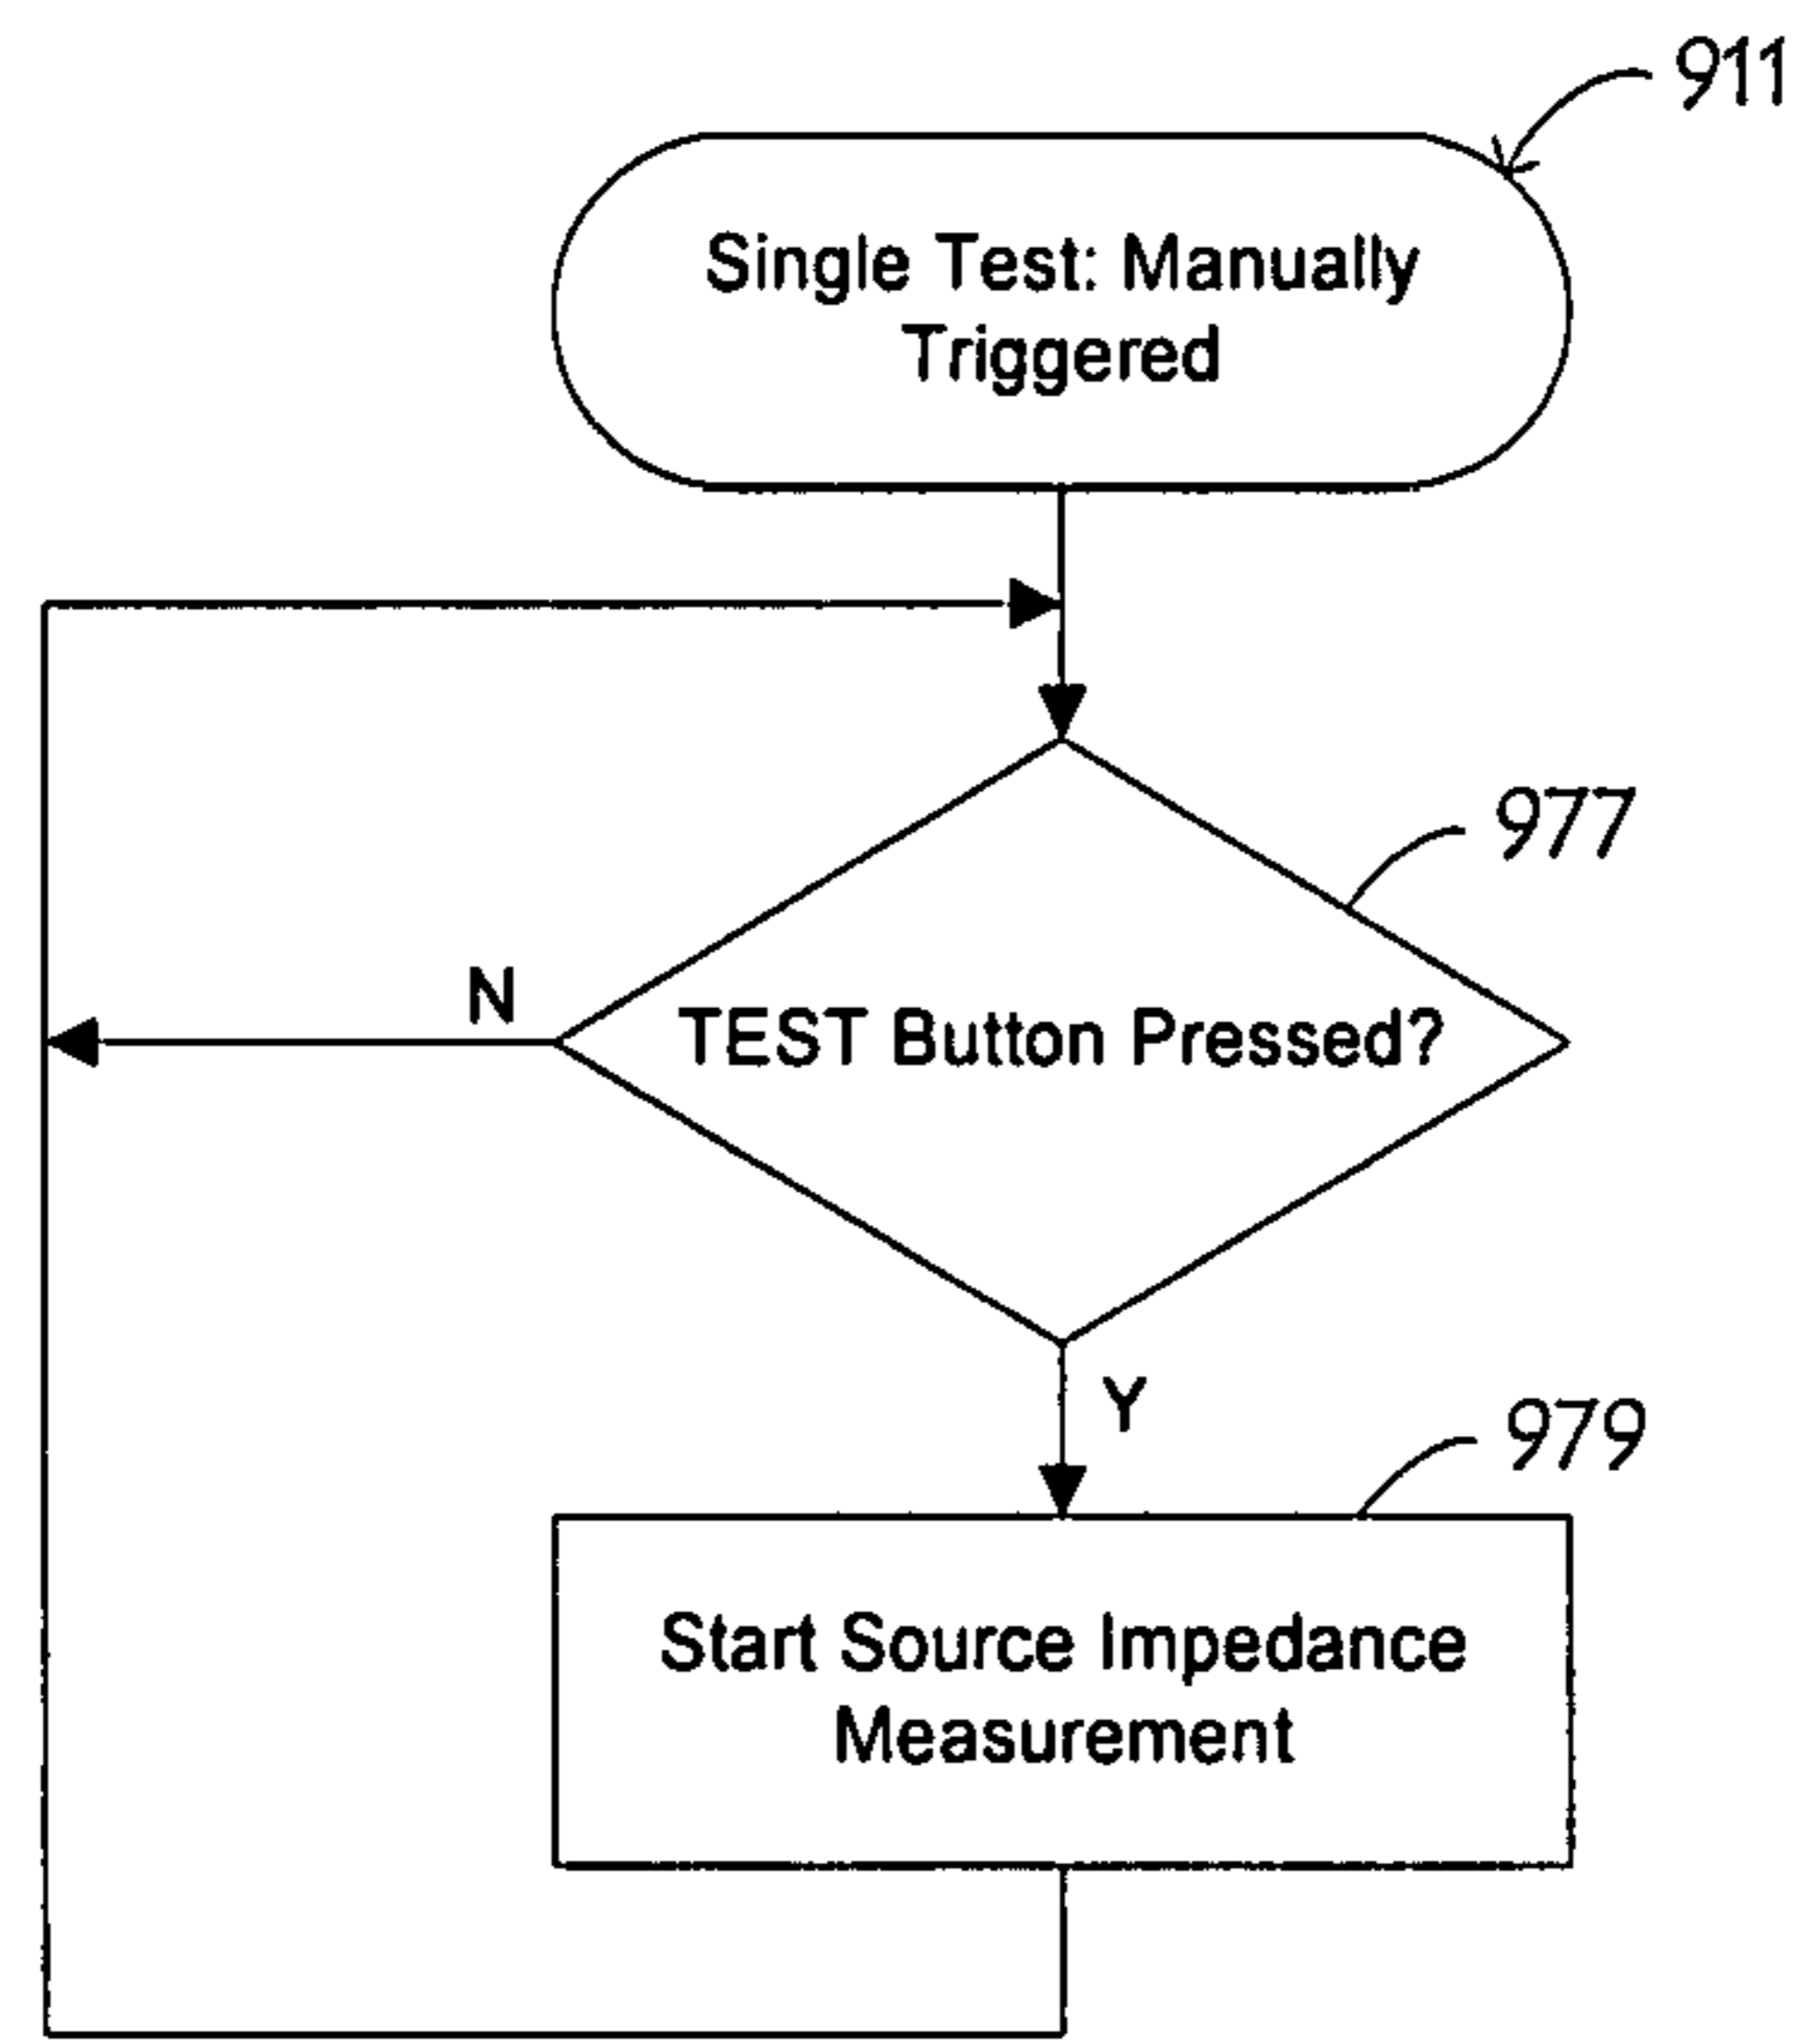 911
Single Test: Manually
Triggered
977
N
TEST Button Pressed?
Y
979
Start Source Impedance
Measurement